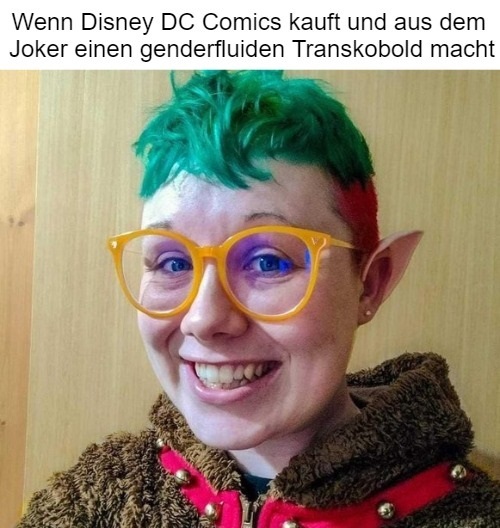 Wenn Disney DC Comics kauft und aus dem
Joker einen genderfluiden Transkobold macht